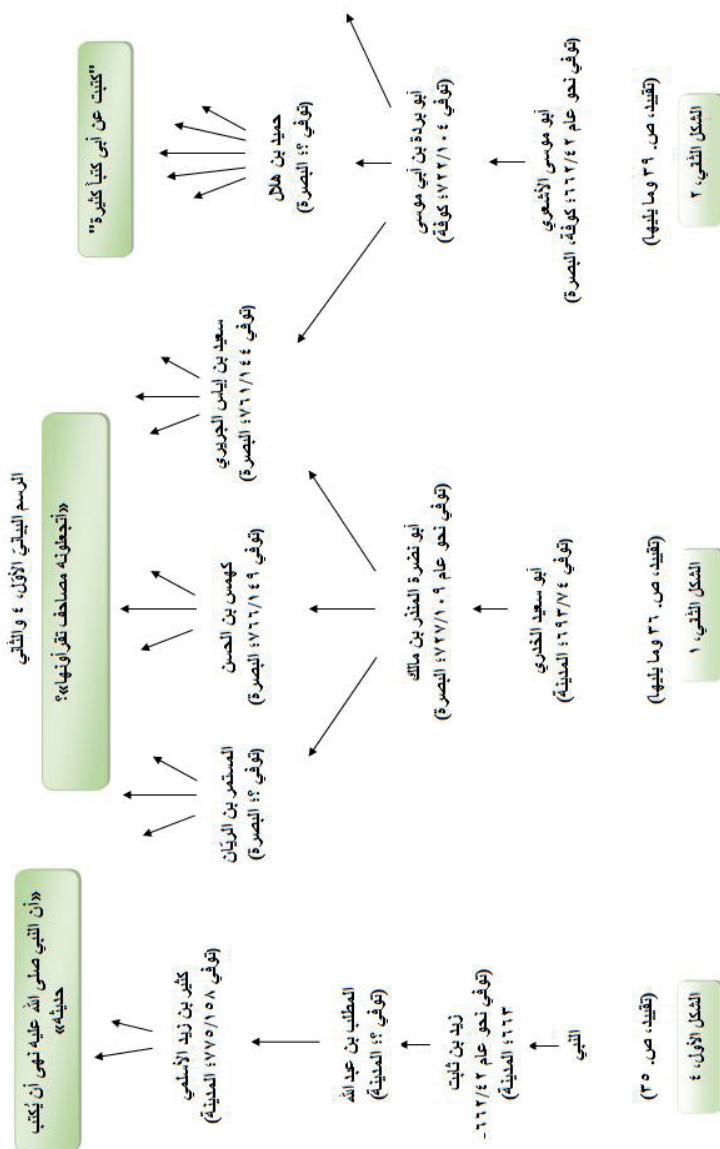 الرسم البياني الأول، ٤ والثاني
«أن النبي صلى الله عليه نهى أن يُكتب
حديثه»
كثير بن زيد الأسلمي
(توفي ٧٧٥/١٥٨؛ المدينة)
المطلب بن عبد الله
(توفي ؟؛ المدينة)
زيد بن ثابت
(توفي نحو عام ٦٦٢/٤٢-
٦٦٣؛ المدينة)
النبي
(تقييد، ص. ٣٥)
الشكل الأول، ٤
«أتجعلونه مصاحف تقرأونها»؟
المستمر بن الريّان
(توفي ؟؛ البصرة)
كهمس بن الحسن
(توفي ٧٦٦/١٤٩؛ البصرة)
سعيد بن إياس الجريري
(توفي ٧٦١/١٤٤؛ البصرة)
أبو نضرة المنذر بن مالك
(توفي نحو عام ٧٢٧/١٠٩؛ البصرة)
أبو سعيد الخدري
(توفي ٦٩٣/٧٤؛ المدينة)
(تقييد، ص. ٣٦ وما يليها)
الشكل الثاني، ١
"كتبت عن أبى كتباً كثيرة"
حميد بن هلال
(توفي ؟؛ البصرة)
أبو بردة بن أبي موسى
(توفي ٧٢٢/١٠٤؛ كوفة)
أبو موسى الأشعري
(توفي نحو عام ٦٦٢/٤٢؛ كوفة، البصرة)
(تقييد، ص. ٣٩ وما يليها)
الشكل الثاني، ٢